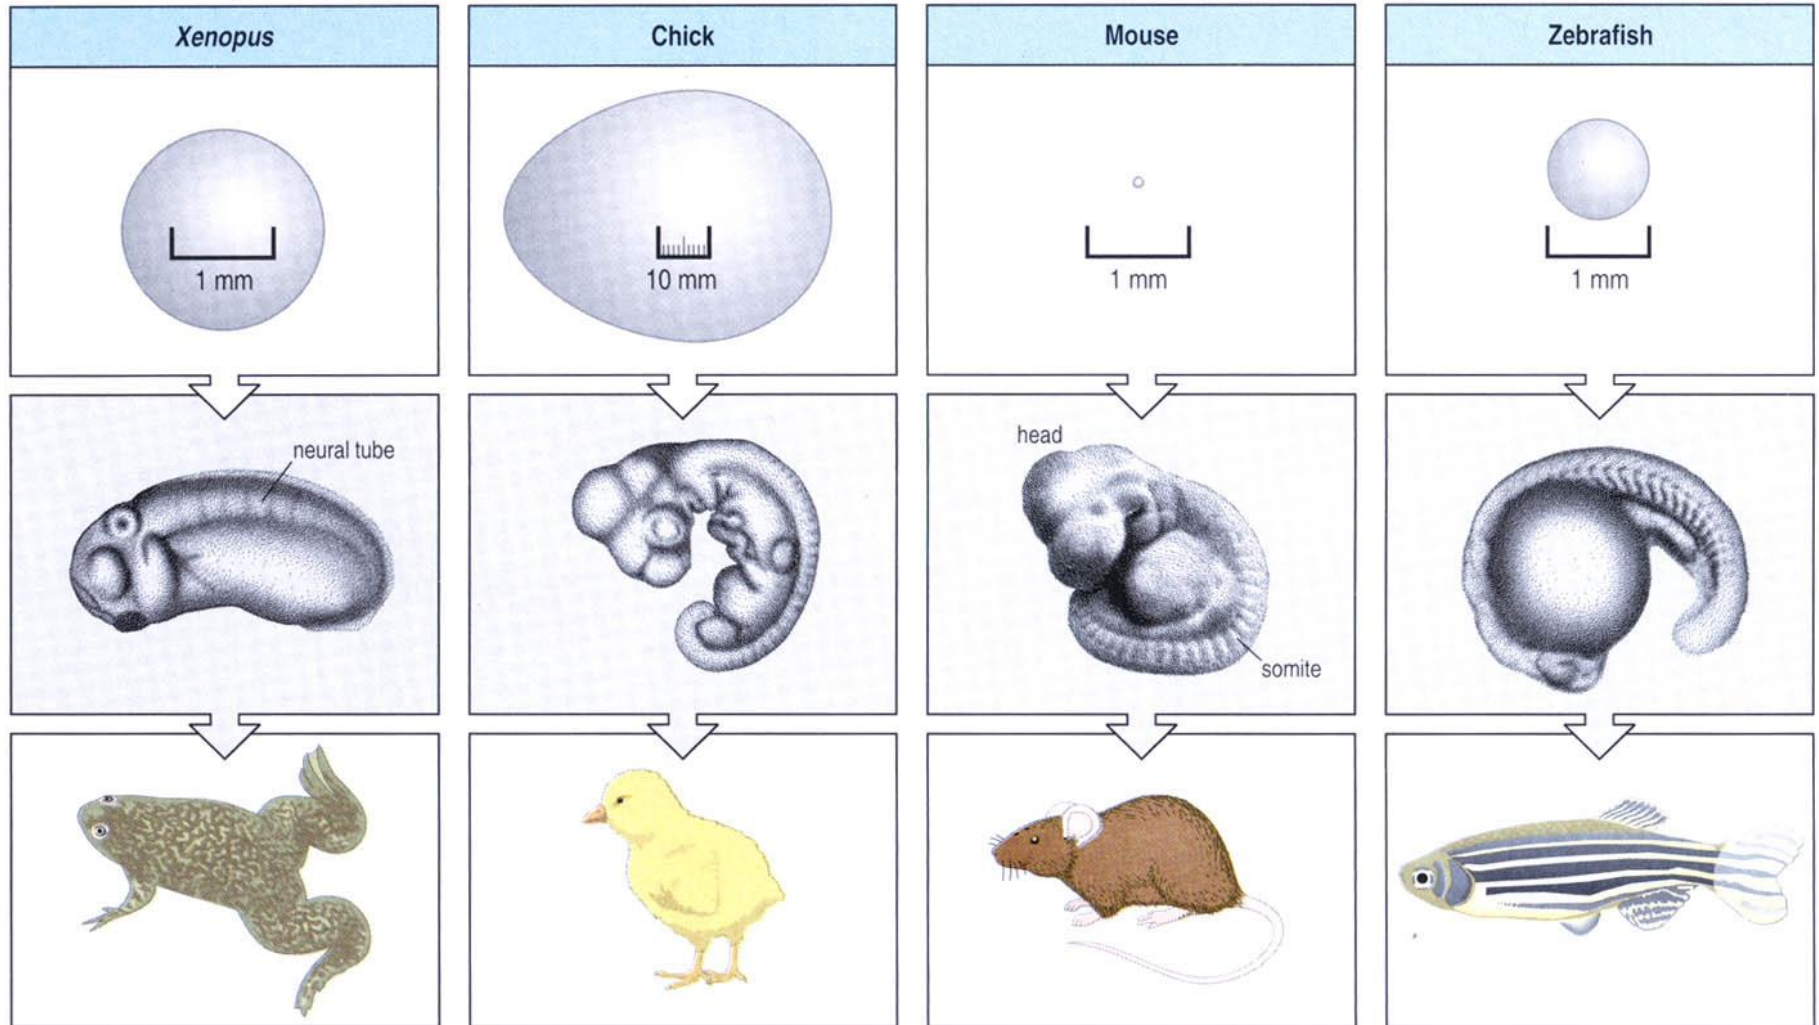 Xenopus
Chick
Mouse
Zebrafish
1 mm
10 mm
1 mm
1 mm
neural tube
head
somite